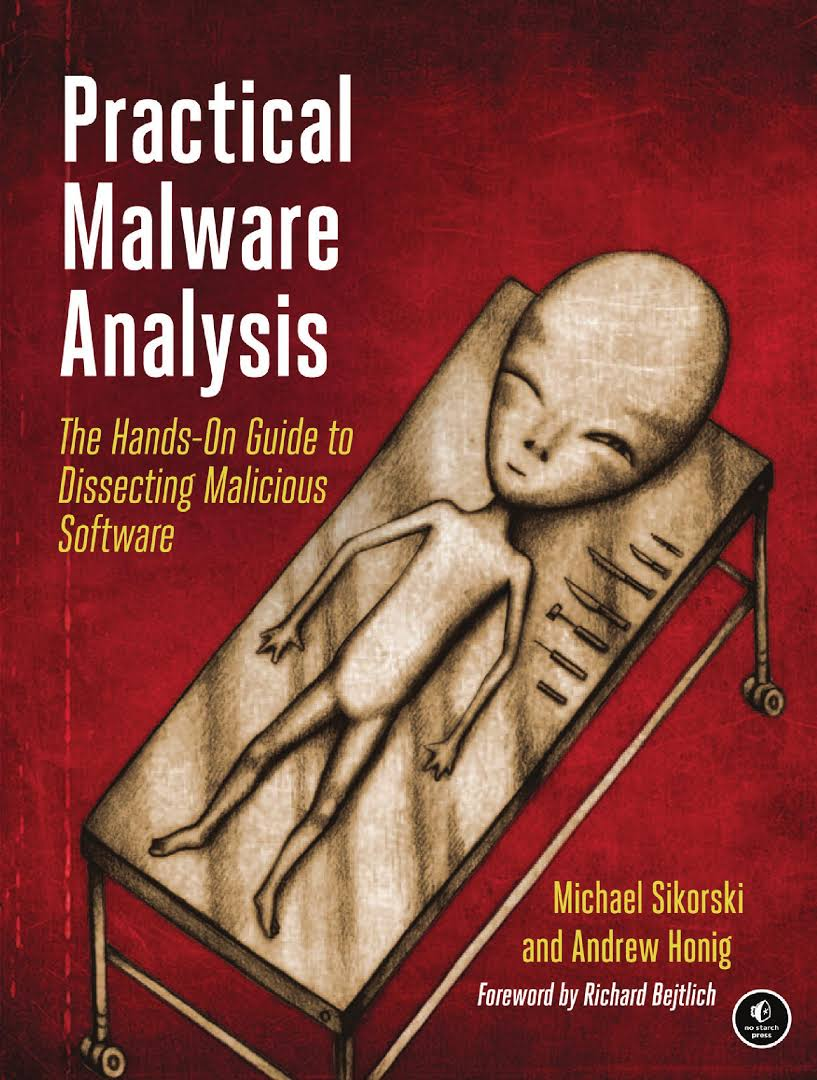 Practical
Malware
Analysis
The Hands-On Guide to
Dissecting Malicious
Software
Michael Sikorski
and Andrew Honig
Foreword by Richard Bejtlich
no starch
press